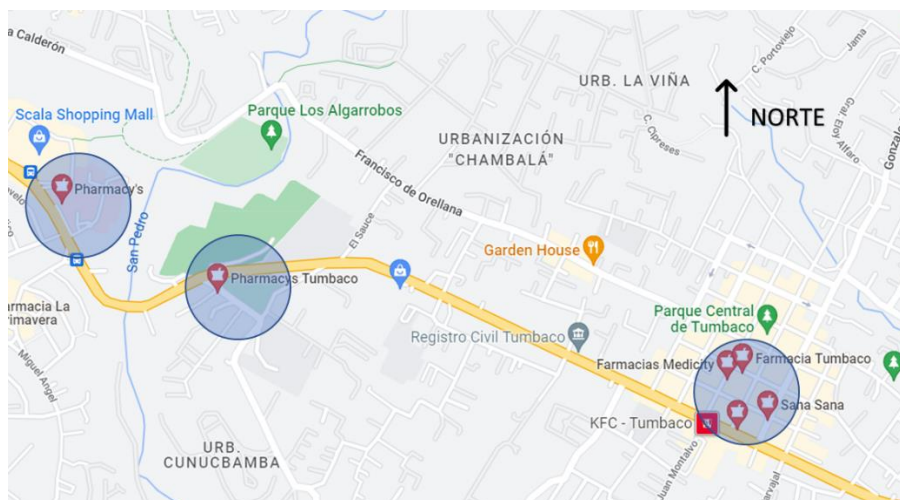 a Calderón
Scala Shopping Mall
Pharmacy's
Parque Los Algarrobos
URB. LA VIÑA
C. Portoviejo
Jama
NORTE
Gral. Eloy Alfaro
Gonzalo
C. Cipreses
URBANIZACIÓN
"CHAMBALÁ"
Francisco de Orellana
San Pedro
El Sauce
Garden House
Pharmacys Tumbaco
armacia La
rimavera
Miguel Angel
Registro Civil Tumbaco
Parque Central
de Tumbaco
Farmacias Medicity
Farmacia Tumbaco
Sana Sana
KFC - Tumbaco
Juan Montalvo
URB.
CUNUCBAMBA